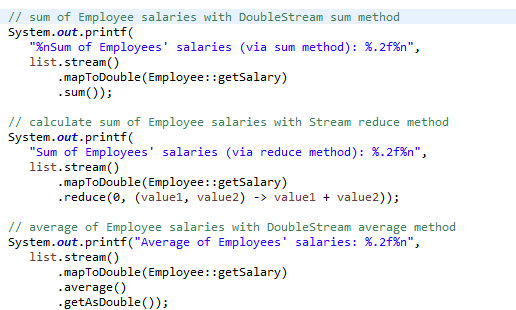 // sum of Employee salaries with DoubleStream sum method
System.out.printf(
"%nSum of Employees' salaries (via sum method): %.2f%n",
list.stream()
.mapToDouble(Employee::getSalary)
.sum());
// calculate sum of Employee salaries with Stream reduce method
System.out.printf(
"Sum of Employees' salaries (via reduce method): %.2f%n",
list.stream()
.mapToDouble(Employee::getSalary)
.reduce(0, (value1, value2) -> value1 + value2));
// average of Employee salaries with DoubleStream average method
System.out.printf("Average of Employees' salaries: %.2f%n",
list.stream()
.mapToDouble(Employee::getSalary)
.average()
.getAsDouble());